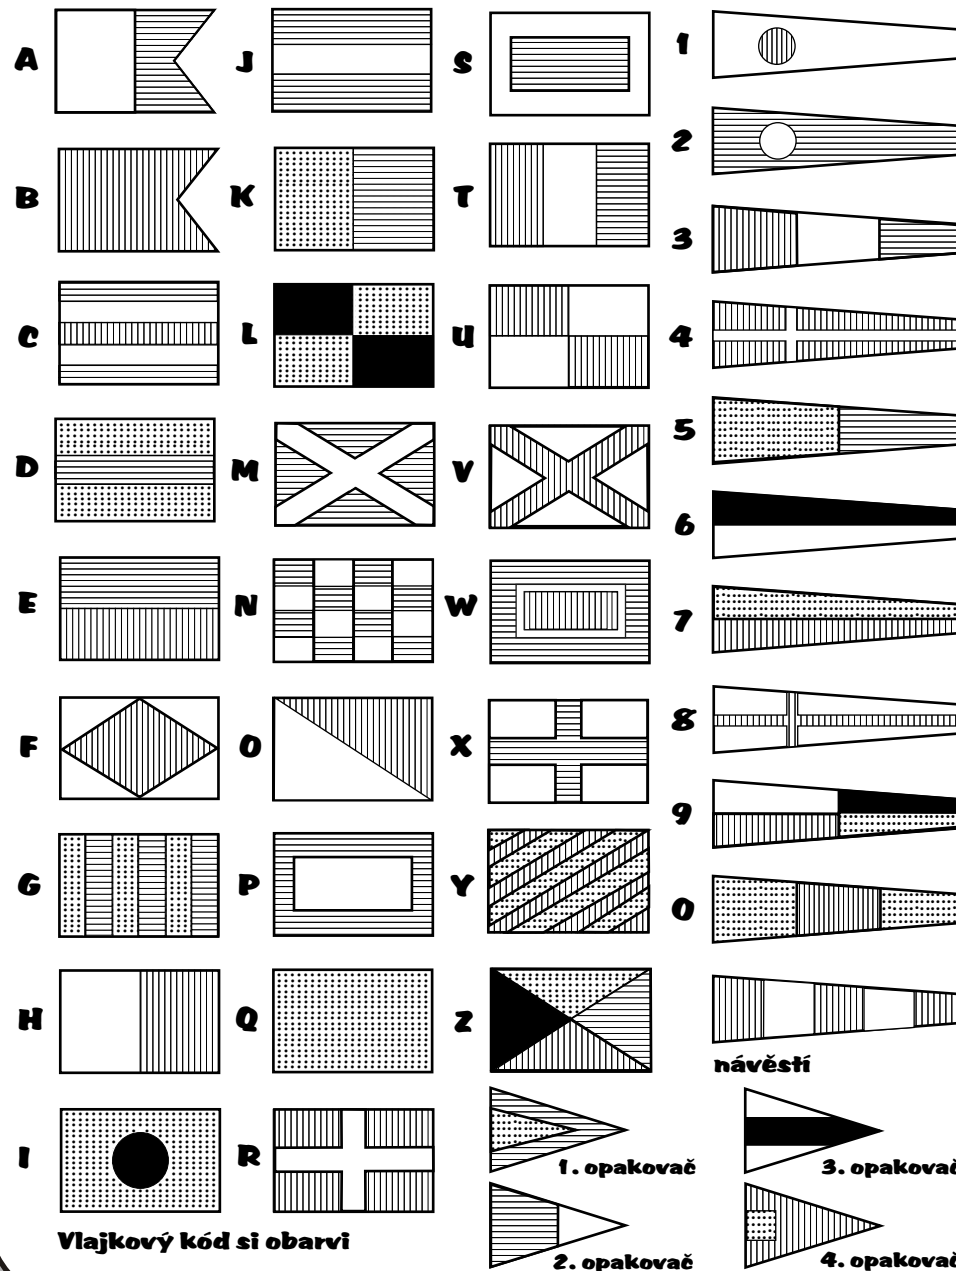 A
J
S
1
B
K
T
2
C
L
U
3
D
M
V
4
E
N
W
5
F
O
X
6
G
P
Y
7
H
Q
Z
8
I
R
9
0
návěstí
1. opakovač
3. opakovač
2. opakovač
4. opakovač
Vlajkový kód si obarvi